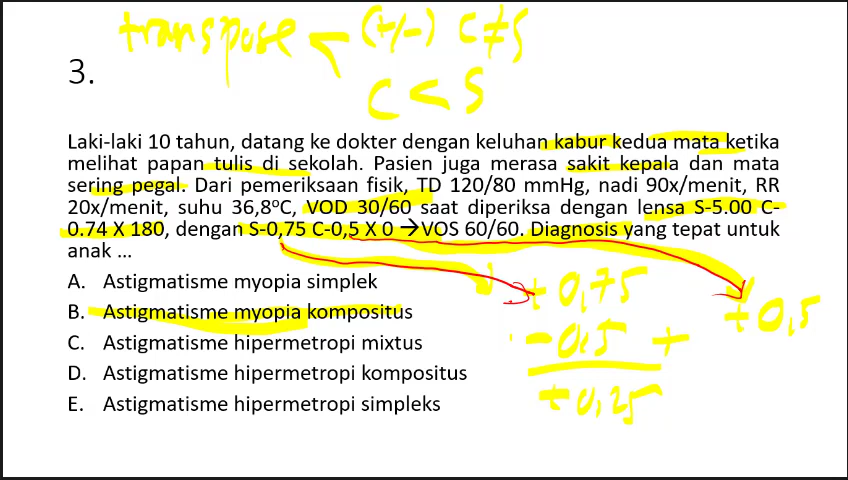 transpose < (+/-) C≠S
C < S
3.
Laki-laki 10 tahun, datang ke dokter dengan keluhan kabur kedua mata ketika
melihat papan tulis di sekolah. Pasien juga merasa sakit kepala dan mata
sering pegal. Dari pemeriksaan fisik, TD 120/80 mmHg, nadi 90x/menit, RR
20x/menit, suhu 36,8°C, VOD 30/60 saat diperiksa dengan lensa S-5.00 C-
0.74 X 180, dengan S-0,75 C-0,5 X 0 →VOS 60/60. Diagnosis yang tepat untuk
anak ...
A. Astigmatisme myopia simplek
B. Astigmatisme myopia kompositus
C. Astigmatisme hipermetropi mixtus
D. Astigmatisme hipermetropi kompositus
E. Astigmatisme hipermetropi simpleks
+0,75
-0,5 +
+0,25
+0,5